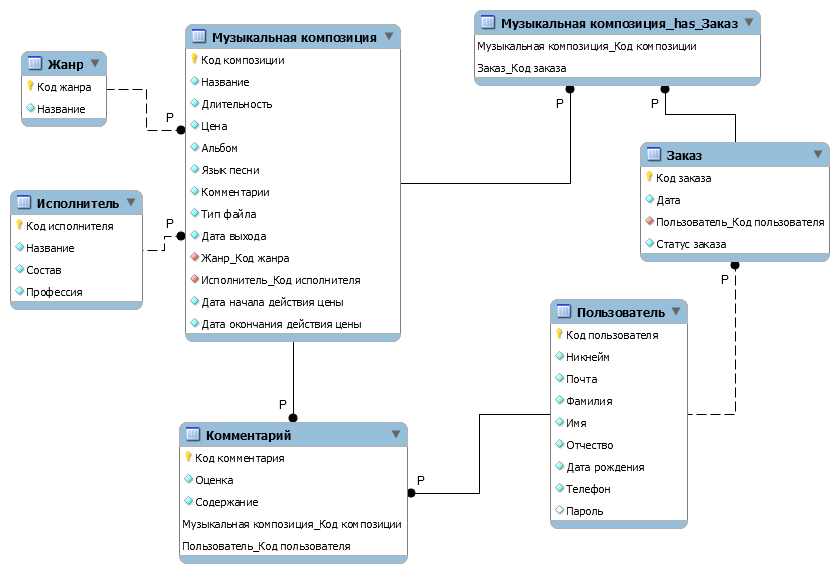 Жанр
Код жанра
Название
P
Исполнитель
Код исполнителя
Название
Состав
Профессия
P
Музыкальная композиция
Код композиции
Название
Длительность
Цена
Альбом
Язык песни
Комментарии
Тип файла
Дата выхода
Жанр_Код жанра
Исполнитель_Код исполнителя
Дата начала действия цены
Дата окончания действия цены
P
Музыкальная композиция_has_Заказ
Музыкальная композиция_Код композиции
Заказ_Код заказа
P
P
Заказ
Код заказа
Дата
Пользователь_Код пользователя
Статус заказа
P
Пользователь
Код пользователя
Никнейм
Почта
Фамилия
Имя
Отчество
Дата рождения
Телефон
Пароль
Комментарий
Код комментария
Оценка
Содержание
Музыкальная композиция_Код композиции
Пользователь_Код пользователя
P